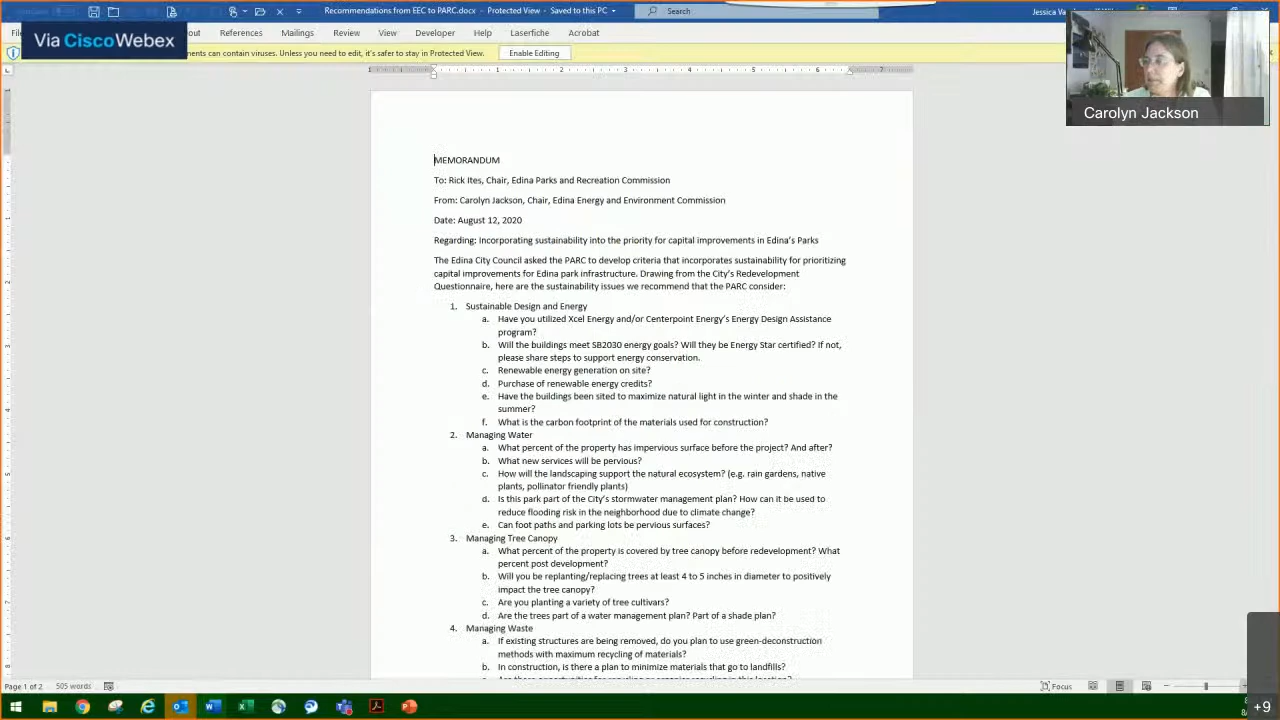 Recommendations from EEC to PARC.docx - Protected View - Saved to this PC
Search
Jessica
Via CiscoWebex
References Mailings Review View Developer Help Laserfiche Acrobat
can contain viruses. Unless you need to edit, it's safer to stay in Protected View.
Enable Editing
Carolyn Jackson
MEMORANDUM
To: Rick Ites, Chair, Edina Parks and Recreation Commission
From: Carolyn Jackson, Chair, Edina Energy and Environment Commission
Date: August 12, 2020
Regarding: Incorporating sustainability into the priority for capital improvements in Edina's Parks
The Edina City Council asked the PARC to develop criteria that incorporates sustainability for prioritizing
capital improvements for Edina park infrastructure. Drawing from the City's Redevelopment
Questionnaire, here are the sustainability issues we recommend that the PARC consider:
1. Sustainable Design and Energy
a. Have you utilized Xcel Energy and/or Centerpoint Energy's Energy Design Assistance
program?
b. Will the buildings meet SB2030 energy goals? Will they be Energy Star certified? If not,
please share steps to support energy conservation.
c. Renewable energy generation on site?
d. Purchase of renewable energy credits?
e. Have the buildings been sited to maximize natural light in the winter and shade in the
summer?
f. What is the carbon footprint of the materials used for construction?
2. Managing Water
a. What percent of the property has impervious surface before the project? And after?
b. What new services will be pervious?
c. How will the landscaping support the natural ecosystem? (e.g. rain gardens, native
plants, pollinator friendly plants)
d. Is this park part of the City's stormwater management plan? How can it be used to
reduce flooding risk in the neighborhood due to climate change?
e. Can foot paths and parking lots be pervious surfaces?
3. Managing Tree Canopy
a. What percent of the property is covered by tree canopy before redevelopment? What
percent post development?
b. Will you be replanting/replacing trees at least 4 to 5 inches in diameter to positively
impact the tree canopy?
c. Are you planting a variety of tree cultivars?
d. Are the trees part of a water management plan? Part of a shade plan?
4. Managing Waste
a. If existing structures are being removed, do you plan to use green-deconstruction
methods with maximum recycling of materials?
b. In construction, is there a plan to minimize materials that go to landfills?
Page 1 of 2 505 words
Focus
+9